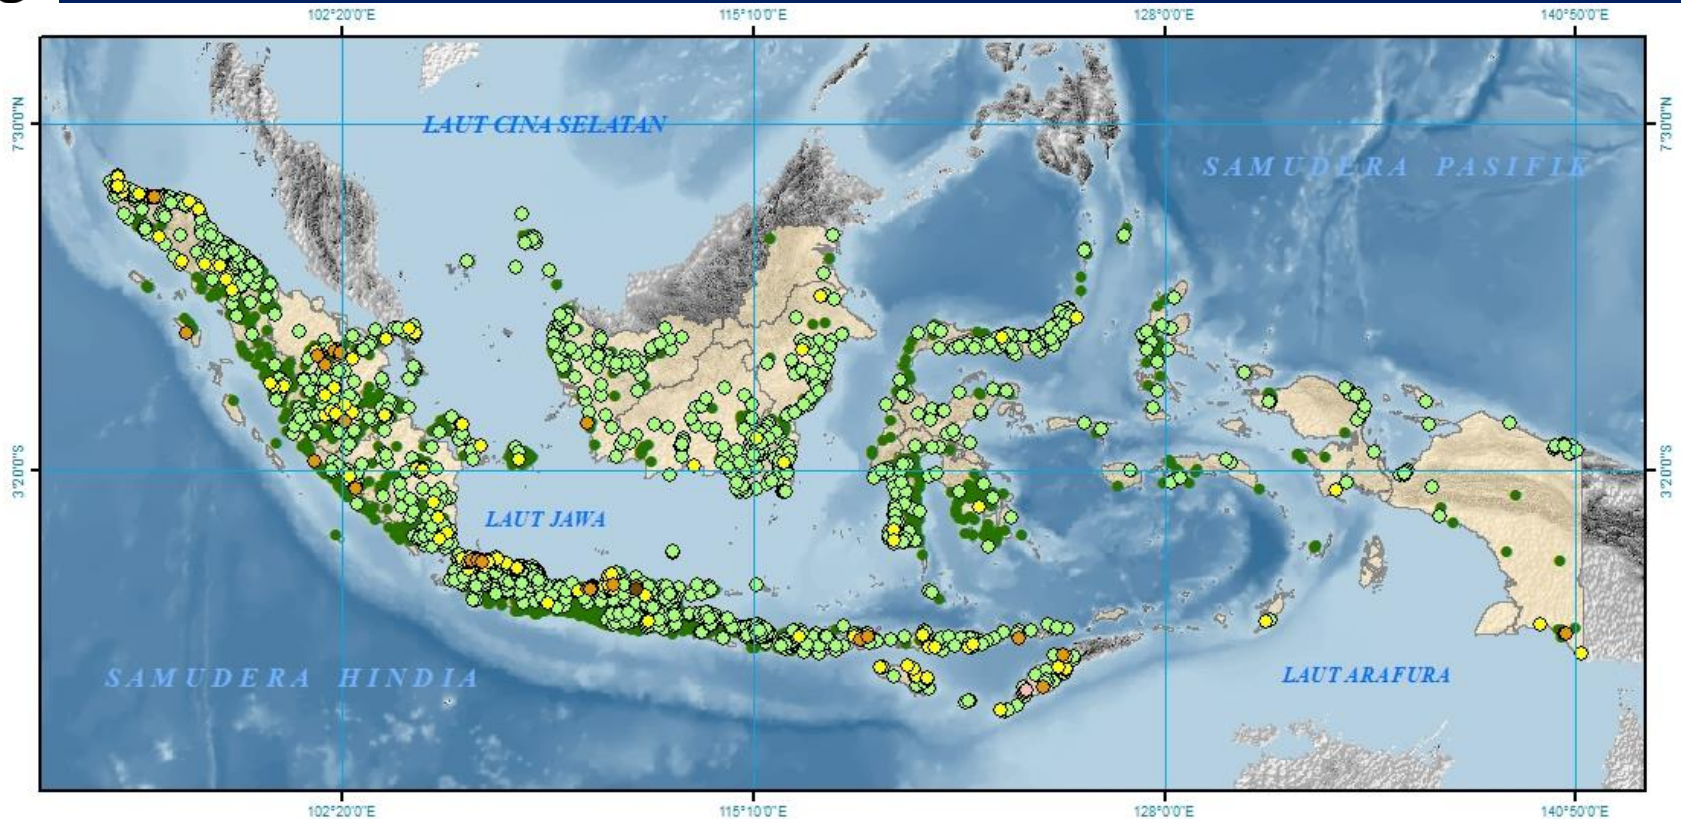 102°20'0"E
115°10'0"E
128°0'0"E
140°50'0"E
7°30'0"N
7°30'0"N
LAUT CINA SELATAN
SAMUDERA PASIFIK
3°20'0"S
3°20'0"S
LAUT JAWA
SAMUDERA HINDIA
LAUT ARAFURA
102°20'0"E
115°10'0"E
128°0'0"E
140°50'0"E